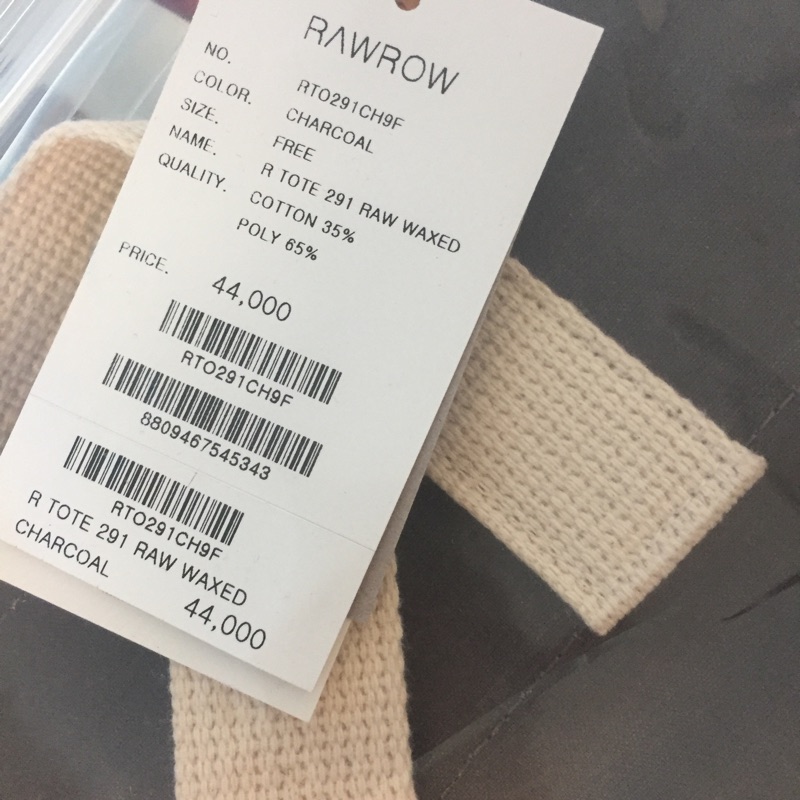 RAWROW
NO. RTO291CH9F
COLOR. CHARCOAL
SIZE. FREE
NAME. R TOTE 291 RAW WAXED
QUALITY. COTTON 35%
POLY 65%
PRICE. 44,000
RTO291CH9F
8809467545343
RTO291CH9F
R TOTE 291 RAW WAXED
CHARCOAL
44,000